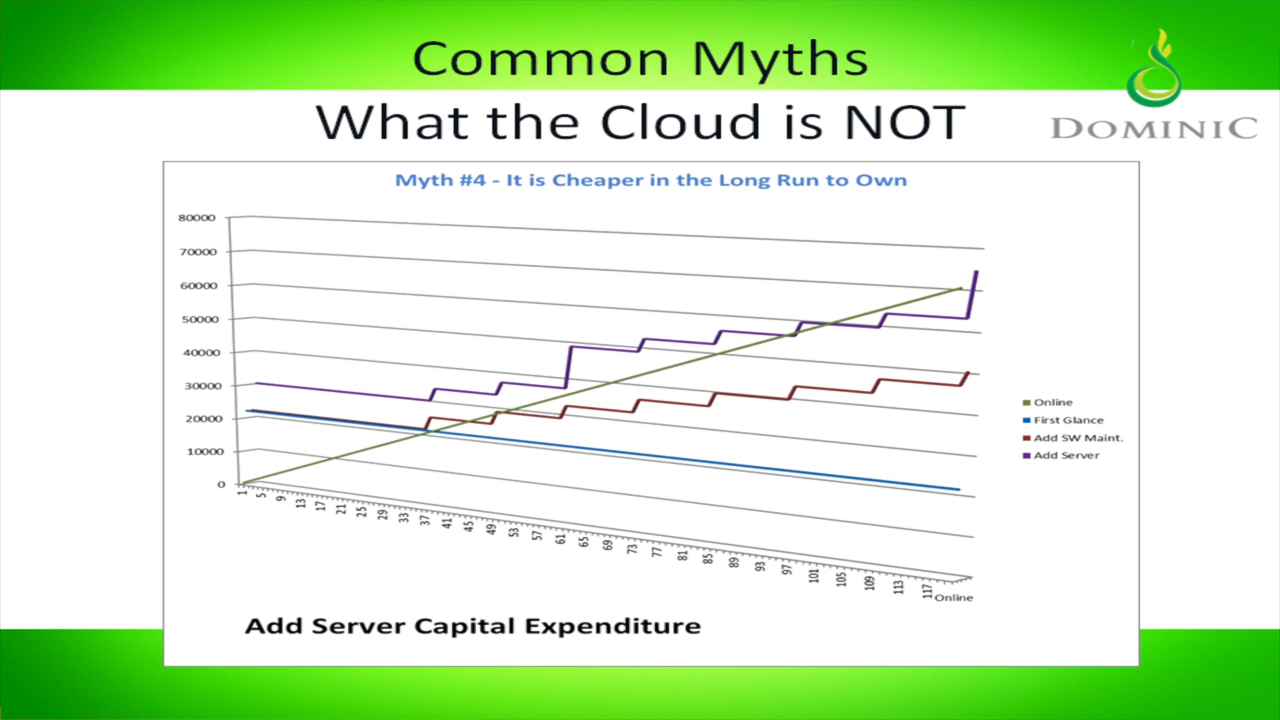 Common Myths
What the Cloud is NOT
DOMINIC
Myth #4 - It is Cheaper in the Long Run to Own
80000
70000
60000
50000
40000
30000
20000
10000
0
1 5 9 13 17 21 25 29 33 37 41 45 49 53 57 61 65 69 73 77 81 85 89 93 97 101 105 109 113 117
Online
Online
First Glance
Add SW Maint.
Add Server
Add Server Capital Expenditure